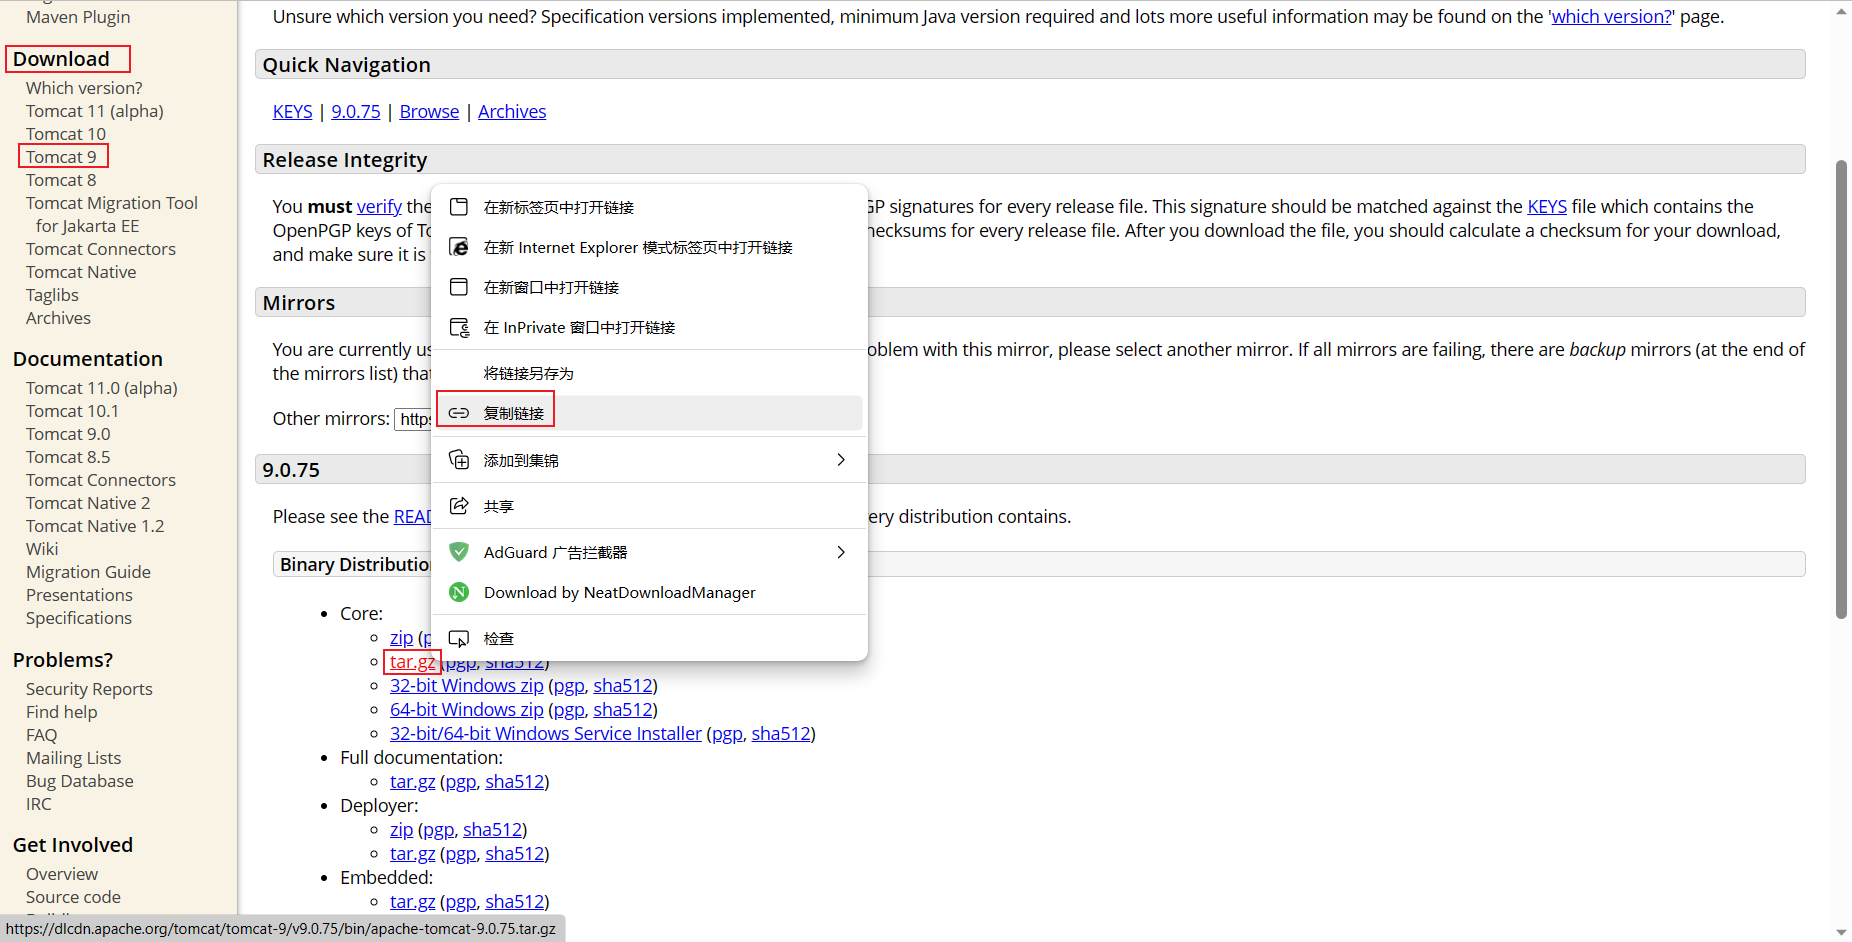 Maven Plugin
Download
Which version?
Tomcat 11 (alpha)
Tomcat 10
Tomcat 9
Tomcat 8
Tomcat Migration Tool
for Jakarta EE
Tomcat Connectors
Tomcat Native
Taglibs
Archives
Documentation
Tomcat 11.0 (alpha)
Tomcat 10.1
Tomcat 9.0
Tomcat 8.5
Tomcat Connectors
Tomcat Native 2
Tomcat Native 1.2
Wiki
Migration Guide
Presentations
Specifications
Problems?
Security Reports
Find help
FAQ
Mailing Lists
Bug Database
IRC
Get Involved
Overview
Source code
Unsure which version you need? Specification versions implemented, minimum Java version required and lots more useful information may be found on the 'which version?' page.
Quick Navigation
KEYS | 9.0.75 | Browse | Archives
Release Integrity
You must verify the GP signatures for every release file. This signature should be matched against the KEYS file which contains the
OpenPGP keys of To hecksums for every release file. After you download the file, you should calculate a checksum for your download,
and make sure it is
Mirrors
You are currently us oblem with this mirror, please select another mirror. If all mirrors are failing, there are backup mirrors (at the end of
the mirrors list) that
Other mirrors: https
9.0.75
Please see the READ ery distribution contains.
Binary Distribution
Core:
zip (p
tar.gz (pgp, sha512)
32-bit Windows zip (pgp, sha512)
64-bit Windows zip (pgp, sha512)
32-bit/64-bit Windows Service Installer (pgp, sha512)
Full documentation:
tar.gz (pgp, sha512)
Deployer:
zip (pgp, sha512)
tar.gz (pgp, sha512)
Embedded:
tar.gz (pgp, sha512)
在新标签页中打开链接
在新 Internet Explorer 模式标签页中打开链接
在新窗口中打开链接
在 InPrivate 窗口中打开链接
将链接另存为
复制链接
添加到集锦
共享
AdGuard 广告拦截器
Download by NeatDownloadManager
检查
https://dlcdn.apache.org/tomcat/tomcat-9/v9.0.75/bin/apache-tomcat-9.0.75.tar.gz